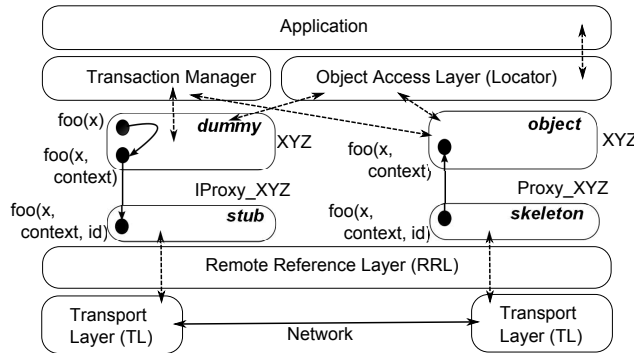 Application
Transaction Manager
Object Access Layer (Locator)
foo(x)
dummy
XYZ
foo(x,
context)
object
XYZ
foo(x,
context)
IProxy_XYZ
Proxy_XYZ
foo(x,
context, id)
stub
foo(x,
context, id)
skeleton
Remote Reference Layer (RRL)
Transport
Layer (TL)
Network
Transport
Layer (TL)